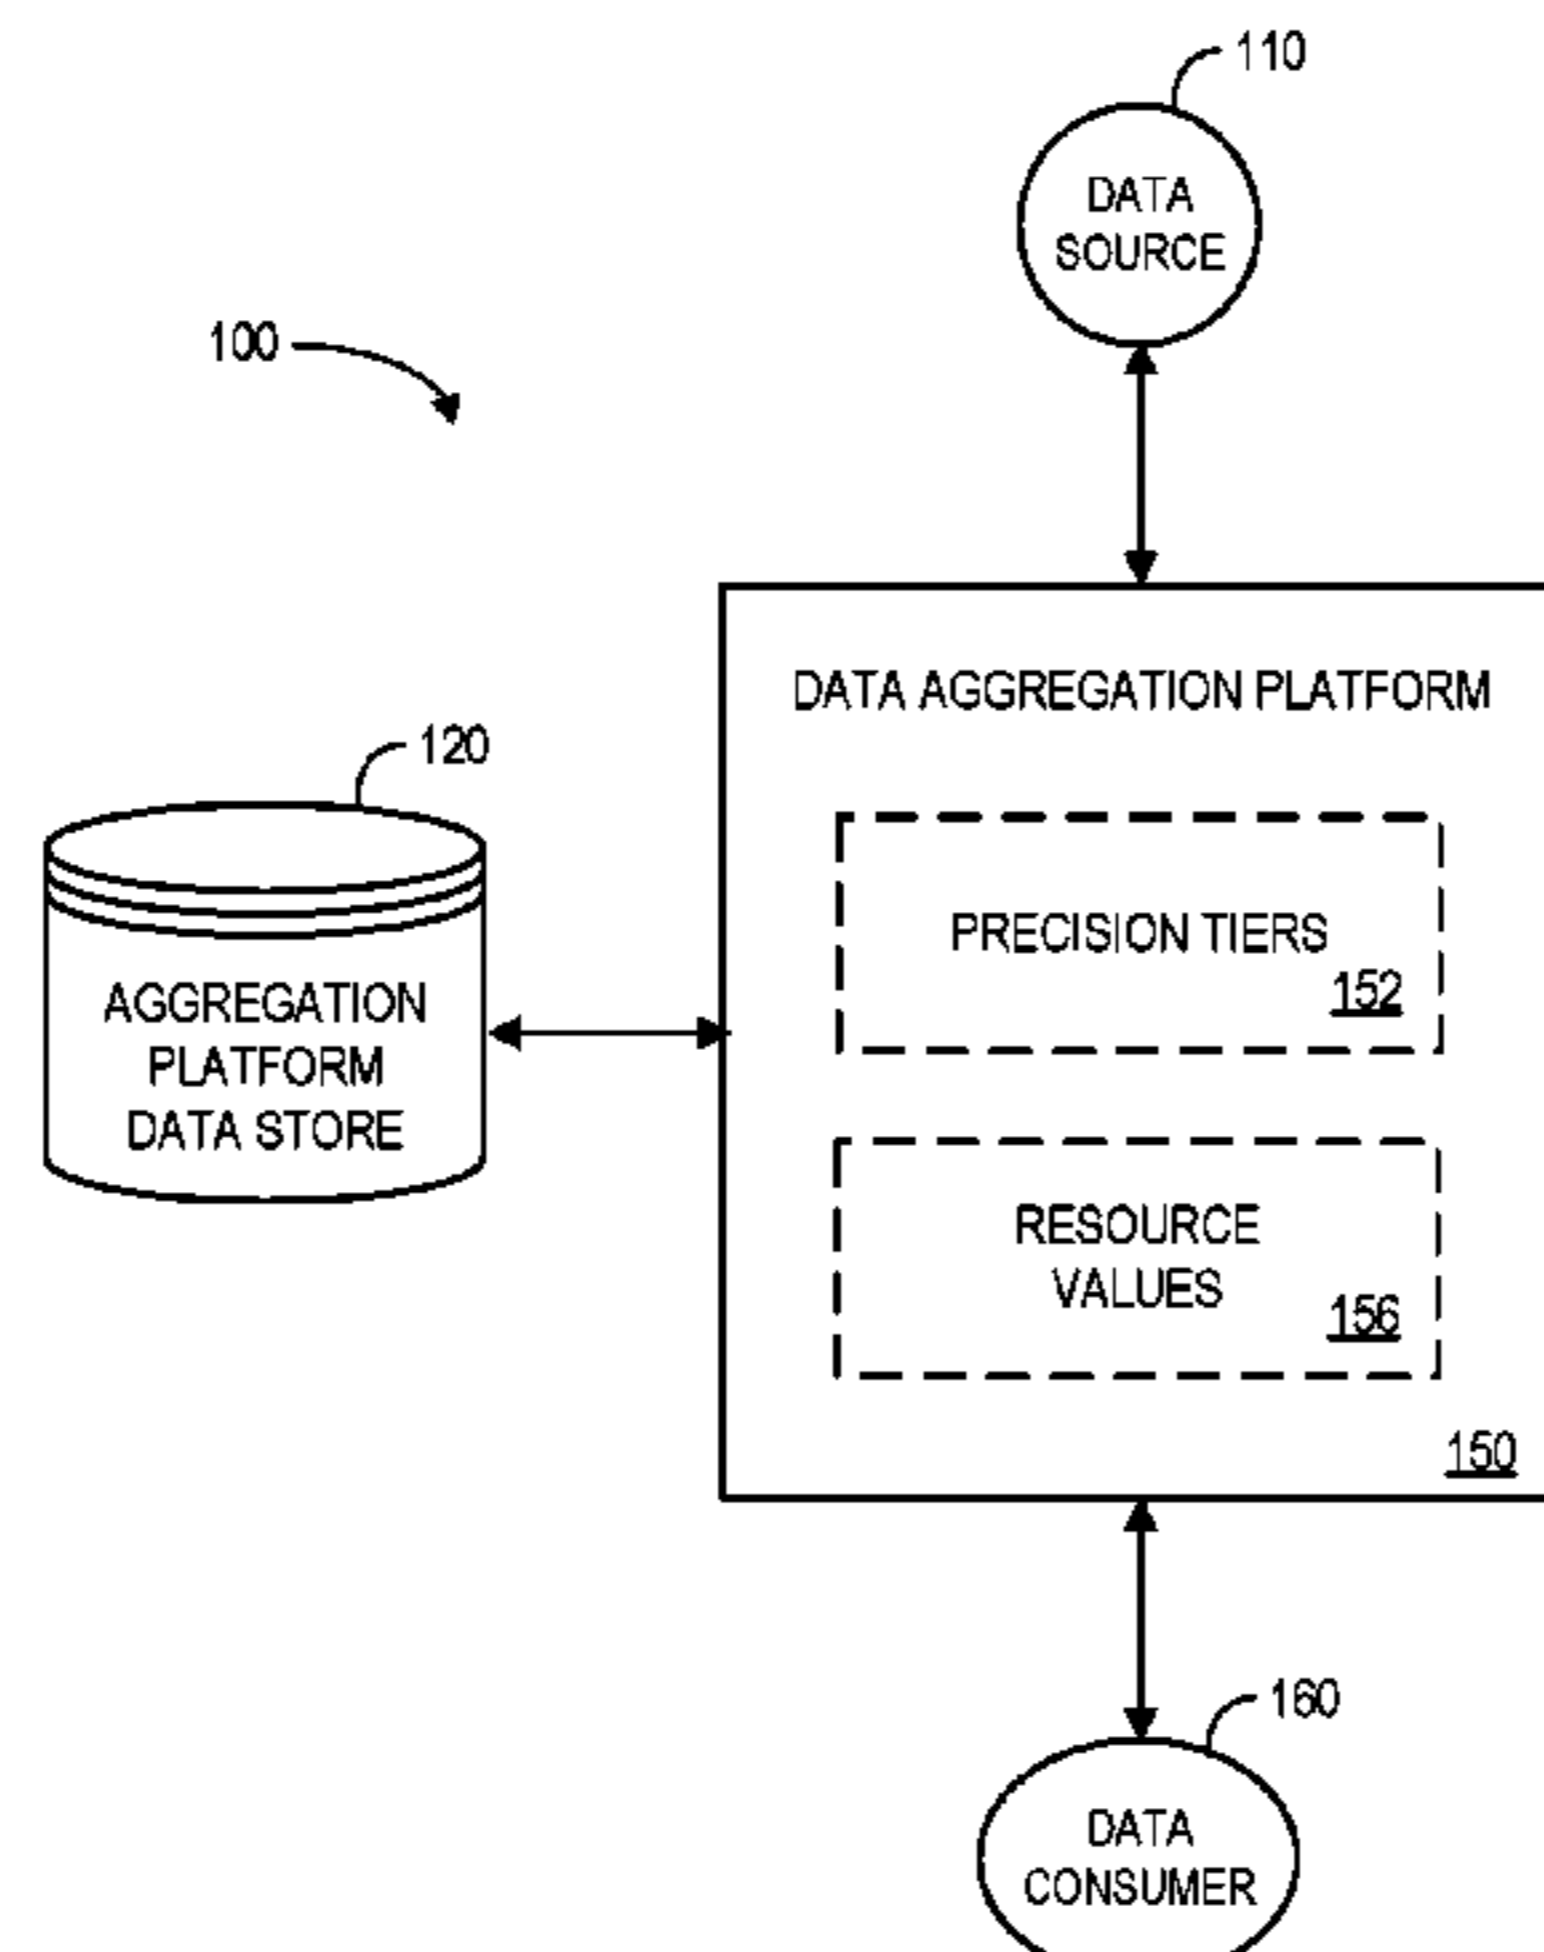 110
DATA
SOURCE
100
DATA AGGREGATION PLATFORM
120
PRECISION TIERS
152
AGGREGATION
PLATFORM
DATA STORE
RESOURCE
VALUES
156
150
160
DATA
CONSUMER